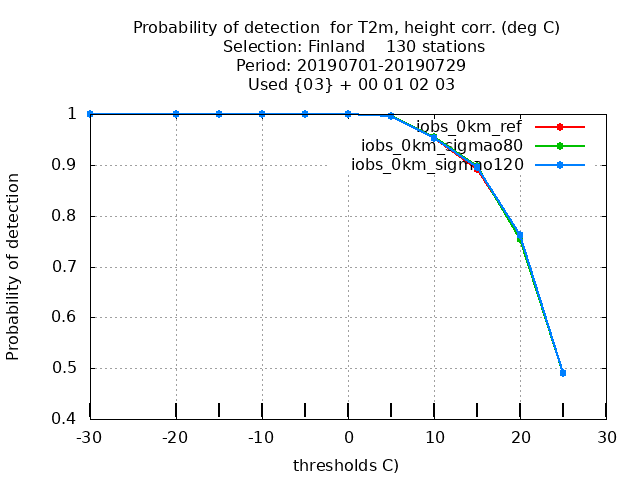 Probability of detection  for T2m, height corr. (deg C)
Selection: Finland    130 stations
Period: 20190701-20190729
Used {03} + 00 01 02 03
iobs_0km_ref
iobs_0km_sigmao80
iobs_0km_sigmao120
Probability of detection
1
0.9
0.8
0.7
0.6
0.5
0.4
-30 -20 -10 0 10 20 30
thresholds C)